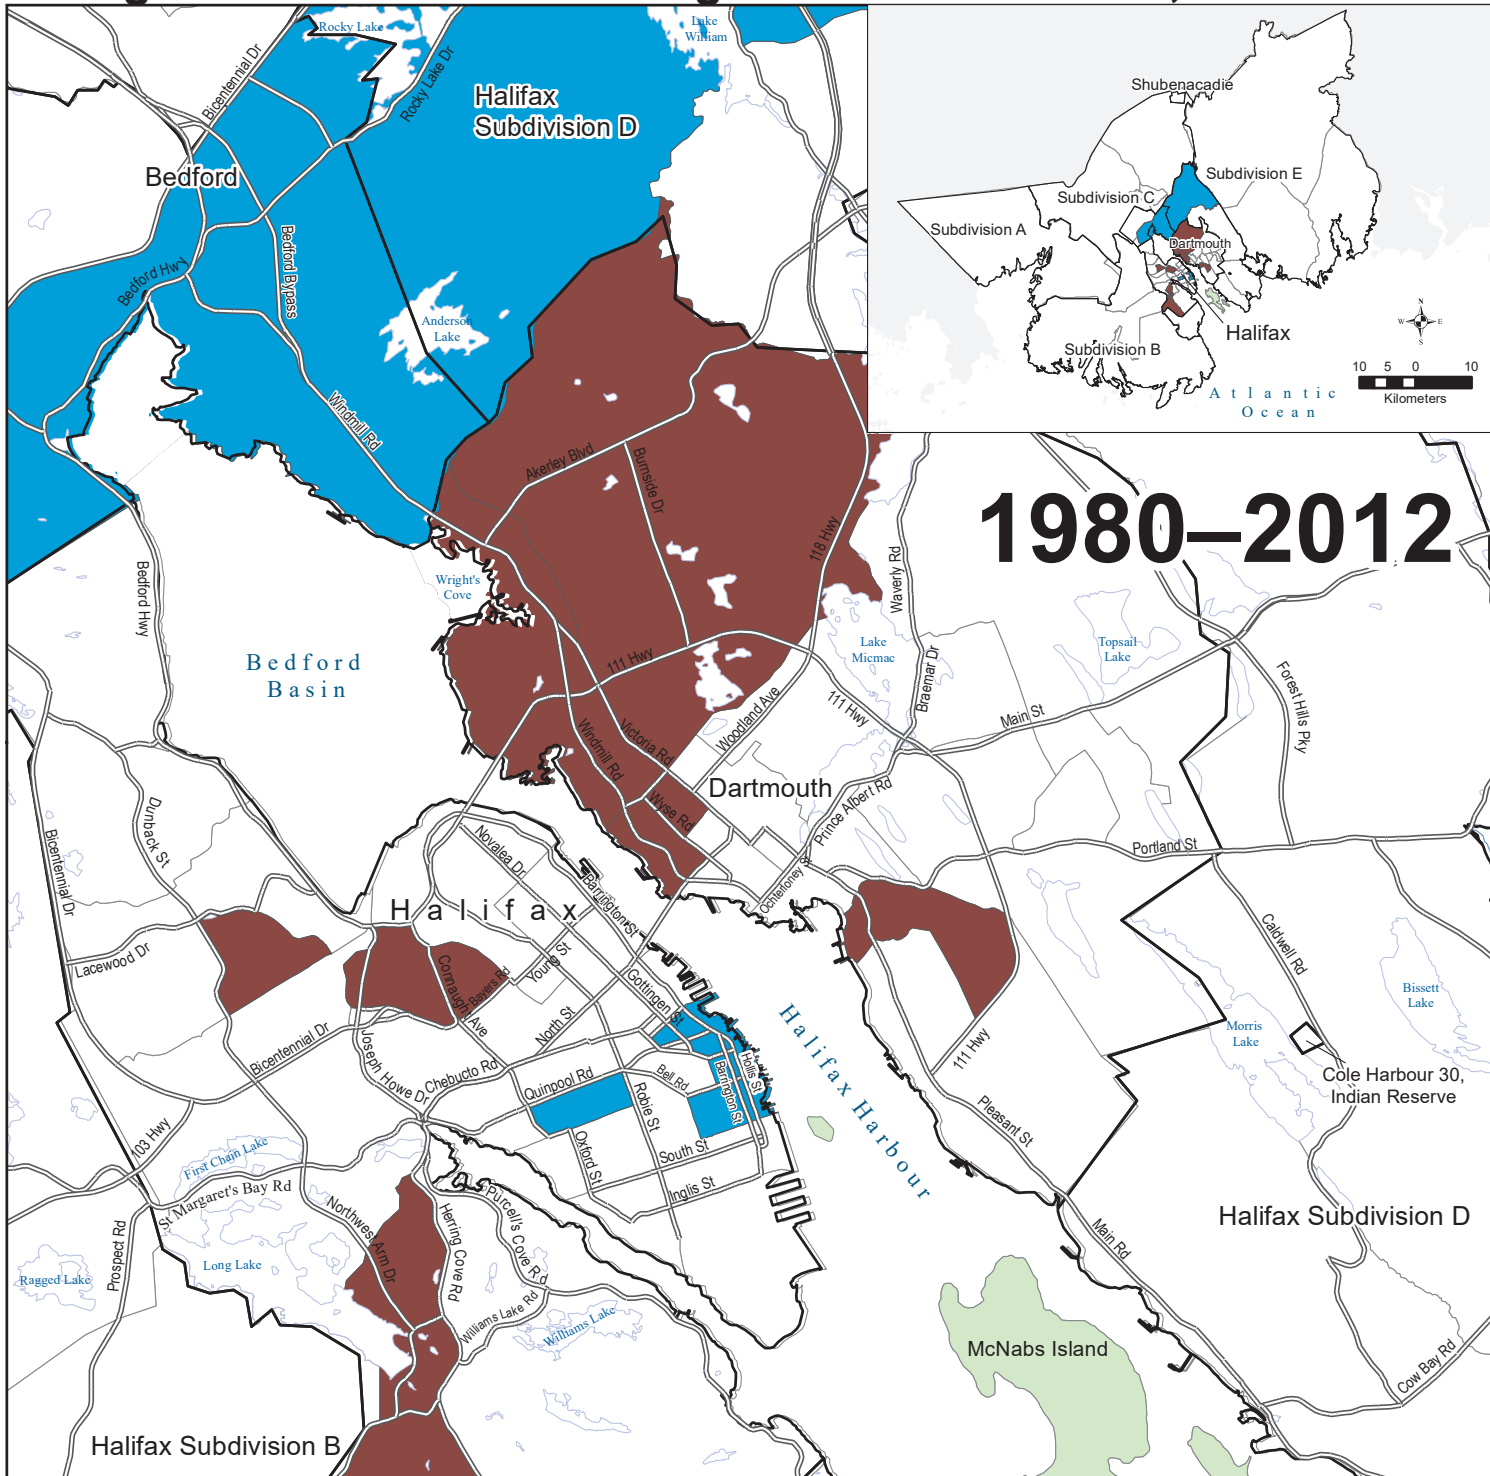 Rocky Lake
Lake
William
Bicentennial Dr
Rocky Lake Dr
Halifax
Subdivision D
Bedford
Bedford Hwy
Bedford Bypass
Anderson
Lake
Windmill Rd
Shubenacadie
Subdivision E
Subdivision C
Subdivision A
Dartmouth
Halifax
Subdivision B
N
W
E
S
10 5 0 10
Kilometers
Atlantic
Ocean
1980–2012
Akerley Blvd
Burnside Dr
118 Hwy
Waverly Rd
Bedford Hwy
Wright's
Cove
Bedford
Basin
111 Hwy
Lake
Micmac
Topsail
Lake
Braemar Dr
Main St
Forest Hills Pky
Woodland Ave
111 Hwy
Victoria Rd
Windmill Rd
Wyse Rd
Dartmouth
Prince Albert Rd
Portland St
Ochterloney St
Dunback St
Bicentennial Dr
Novalea Dr
Barrington St
Halifax
Lacewood Dr
Connaught Ave
Bayers Rd
Young St
Gottingen St
North St
Caldwell Rd
Bissett
Lake
Morris
Lake
Halifax Harbour
Bicentennial Dr
Joseph Howe Dr
Chebucto Rd
Quinpool Rd
Bell Rd
Robie St
Barrington St
Hollis St
111 Hwy
Cole Harbour 30,
Indian Reserve
Pleasant St
103 Hwy
First Chain Lake
St Margaret's Bay Rd
Oxford St
South St
Inglis St
Northwest Arm Dr
Herring Cove Rd
Purcell's Cove Rd
Prospect Rd
Ragged Lake
Long Lake
Williams Lake Rd
Williams Lake
Main Rd
Halifax Subdivision D
McNabs Island
Cow Bay Rd
Halifax Subdivision B